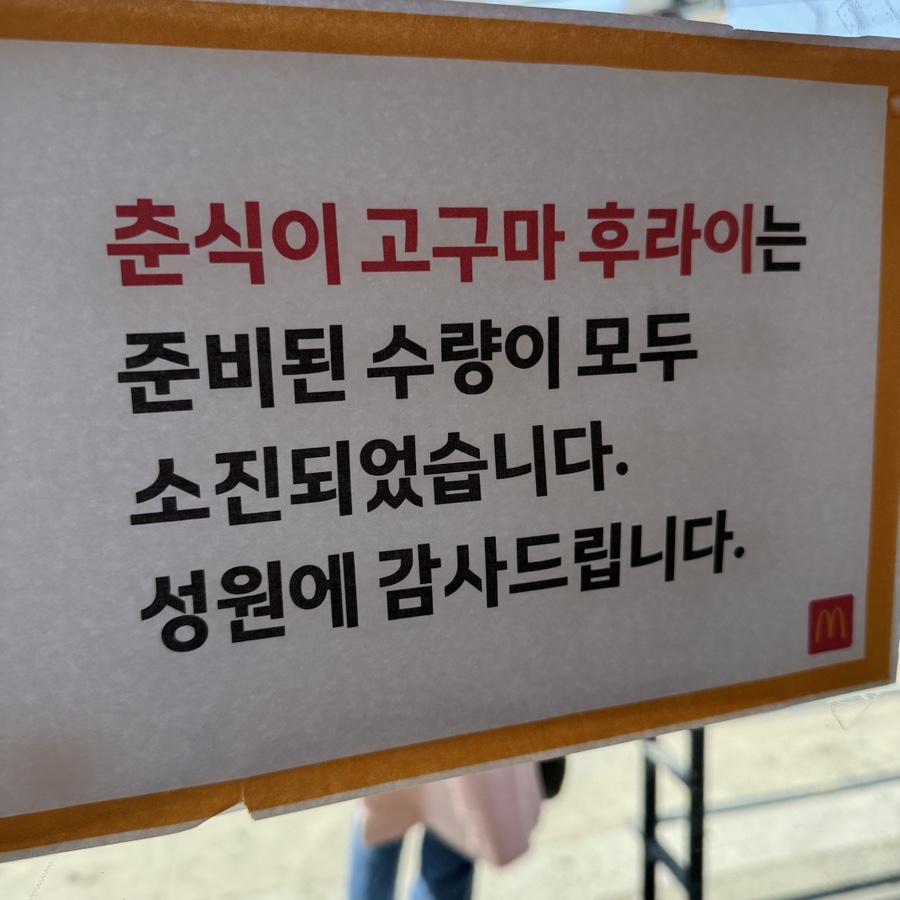 춘식이 고구마 후라이는
준비된 수량이 모두
소진되었습니다.
성원에 감사드립니다.